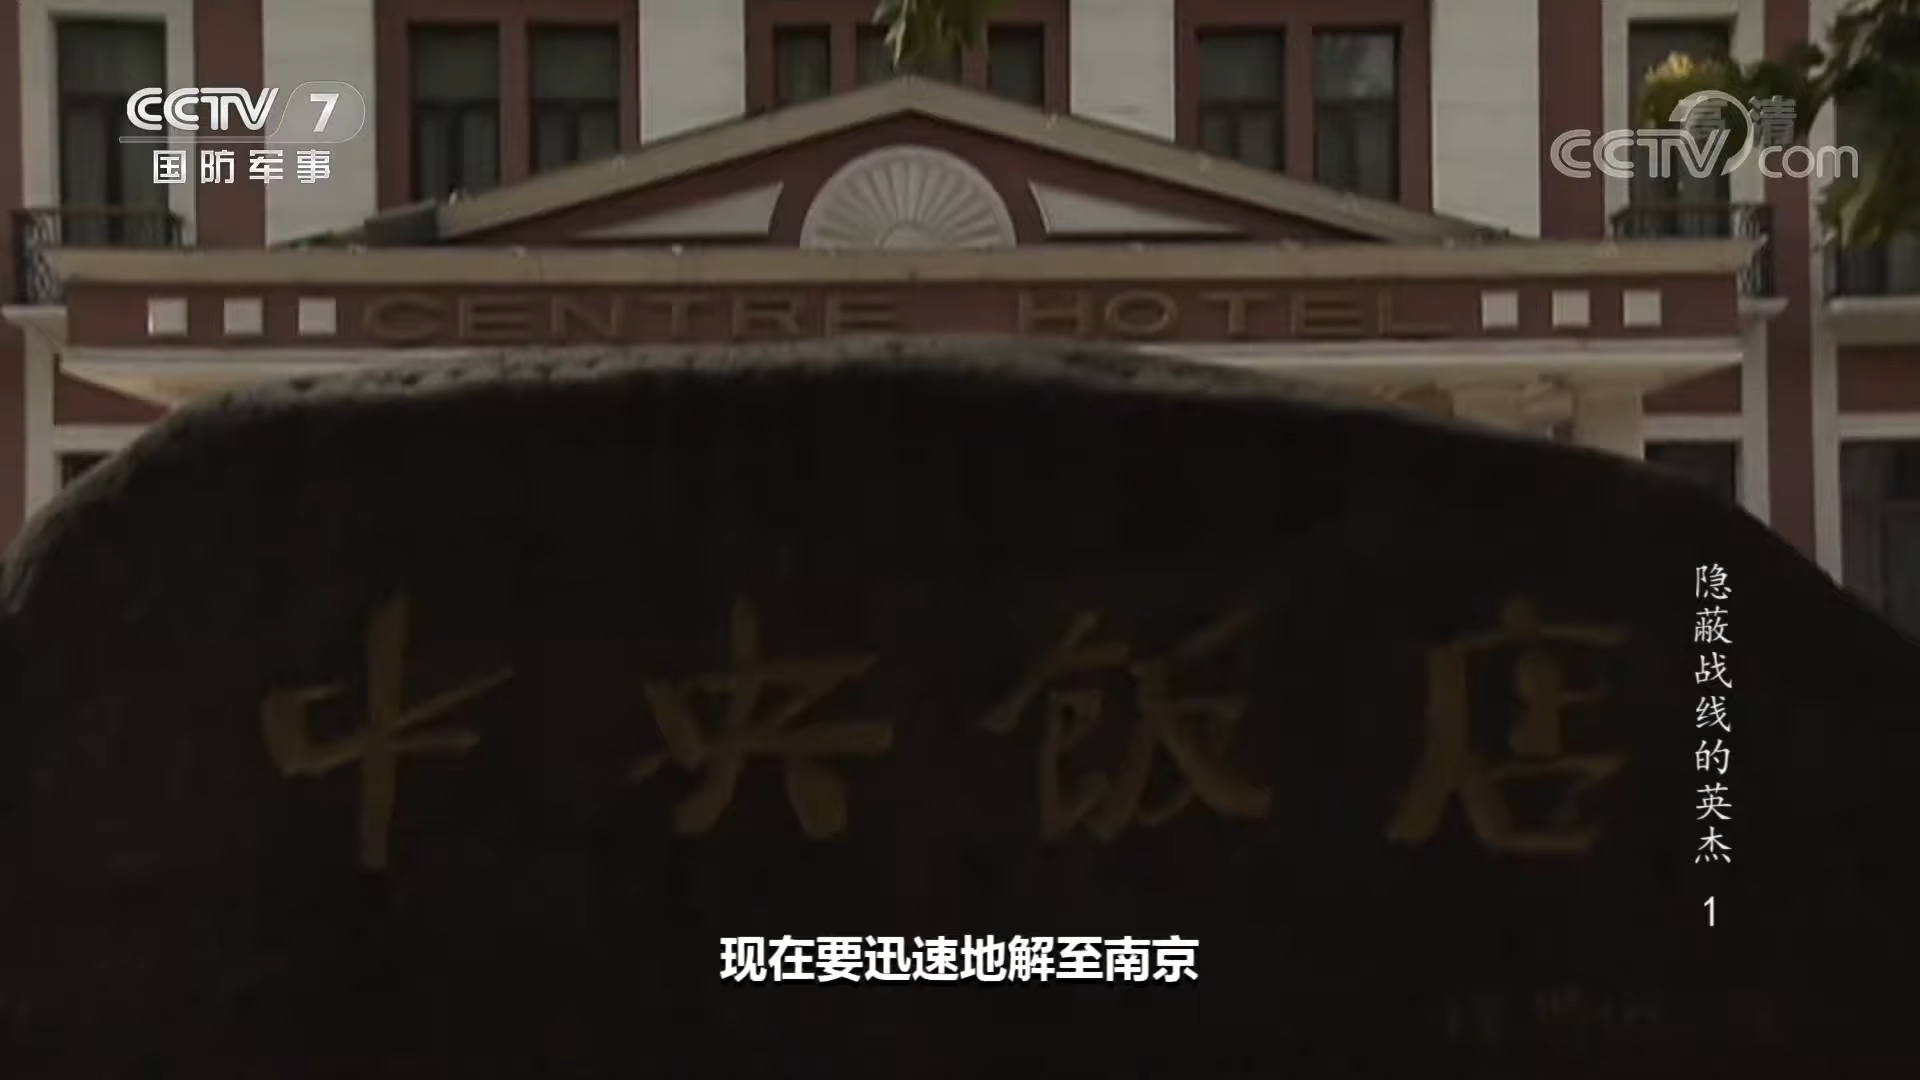 CCTV 7
国防军事
高清
CCTV com
CENTRE HOTEL
中央饭店
隐蔽战线的英杰 1
现在要迅速地解至南京